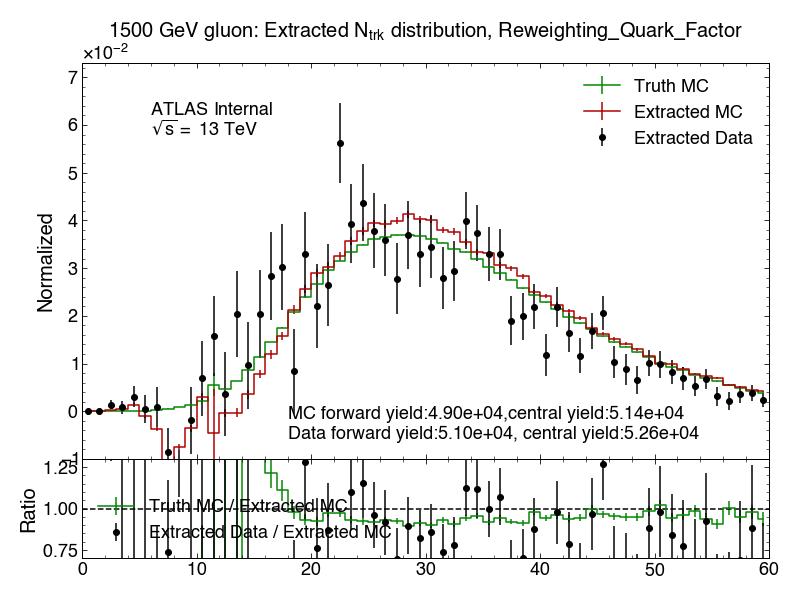 1500 GeV gluon: Extracted N_trk distribution, Reweighting_Quark_Factor
×10⁻²
7
6
5
4
3
2
1
0
-1
Normalized
ATLAS Internal
√s = 13 TeV
Truth MC
Extracted MC
Extracted Data
MC forward yield:4.90e+04,central yield:5.14e+04
Data forward yield:5.10e+04, central yield:5.26e+04
1.25
1.00
0.75
Ratio
Truth MC / Extracted MC
Extracted Data / Extracted MC
0 10 20 30 40 50 60